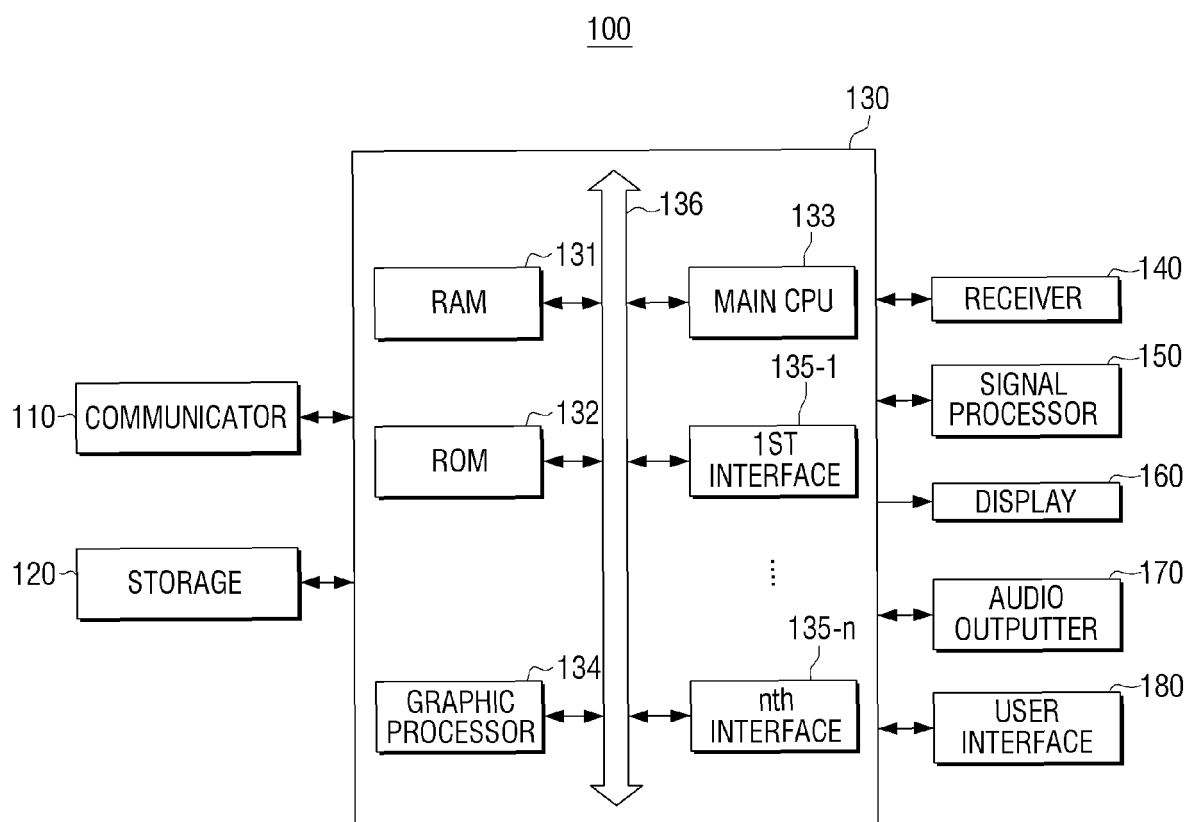 100
130
136
133
131
140
RAM
MAIN CPU
RECEIVER
150
135-1
SIGNAL
PROCESSOR
110
COMMUNICATOR
132
ROM
1ST
INTERFACE
160
DISPLAY
120
STORAGE
170
AUDIO
OUTPUTTER
135-n
134
180
GRAPHIC
PROCESSOR
nth
INTERFACE
USER
INTERFACE